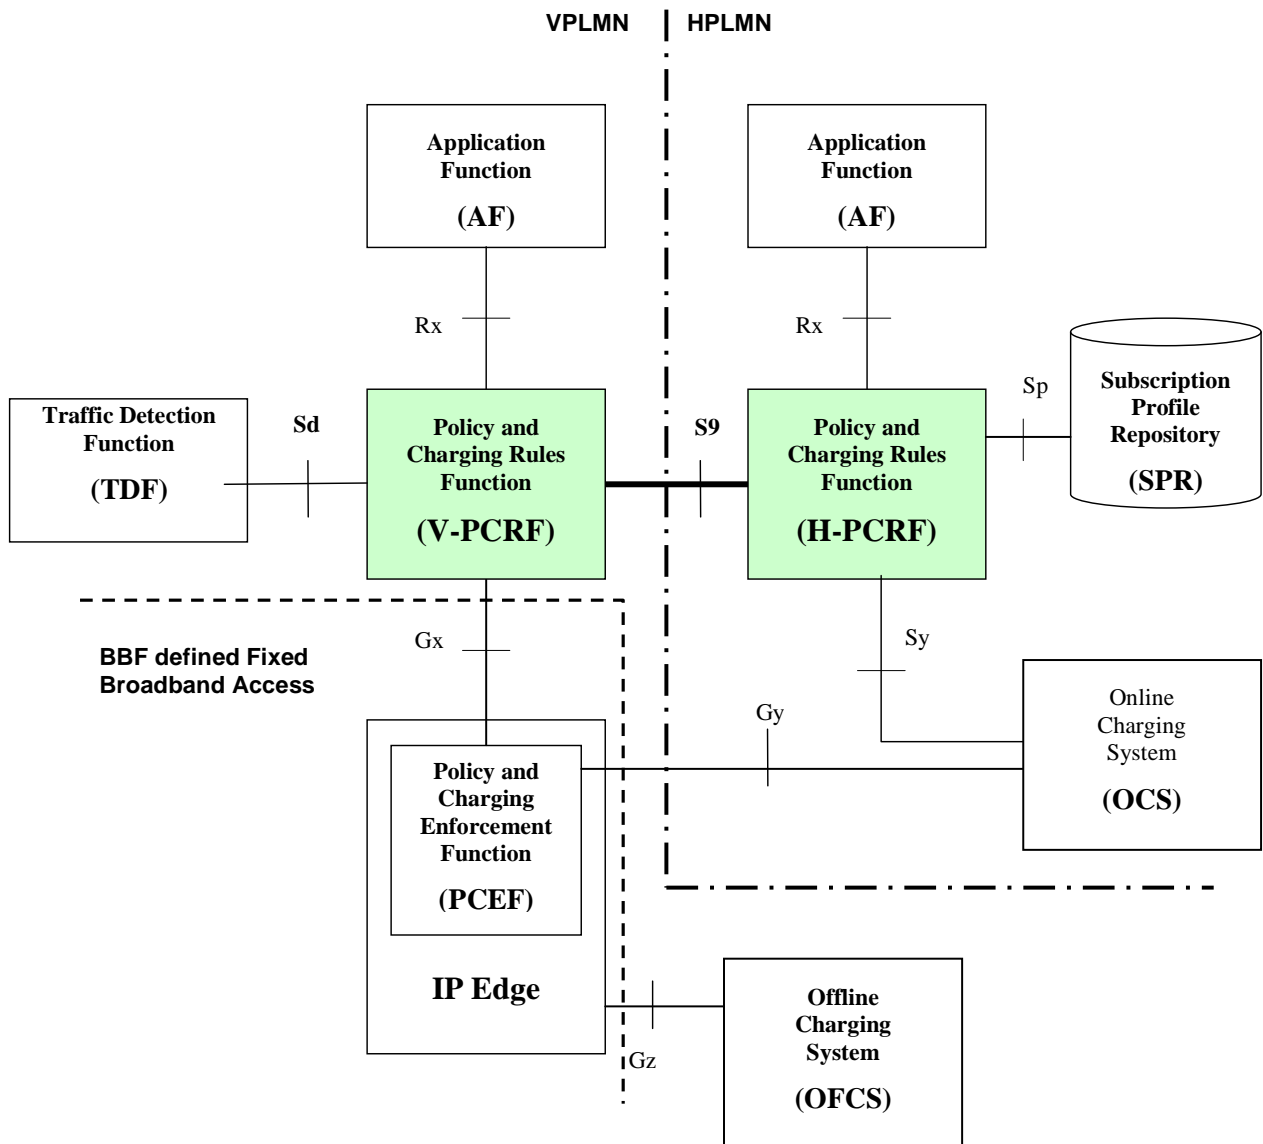 VPLMN
HPLMN
Application
Function
(AF)
Application
Function
(AF)
Rx
Rx
Traffic Detection
Function
(TDF)
Sd
Policy and
Charging Rules
Function
(V-PCRF)
S9
Policy and
Charging Rules
Function
(H-PCRF)
Sp
Subscription
Profile
Repository
(SPR)
BBF defined Fixed
Broadband Access
Gx
Sy
Gy
Online
Charging
System
(OCS)
Policy and
Charging
Enforcement
Function
(PCEF)
IP Edge
Gz
Offline
Charging
System
(OFCS)